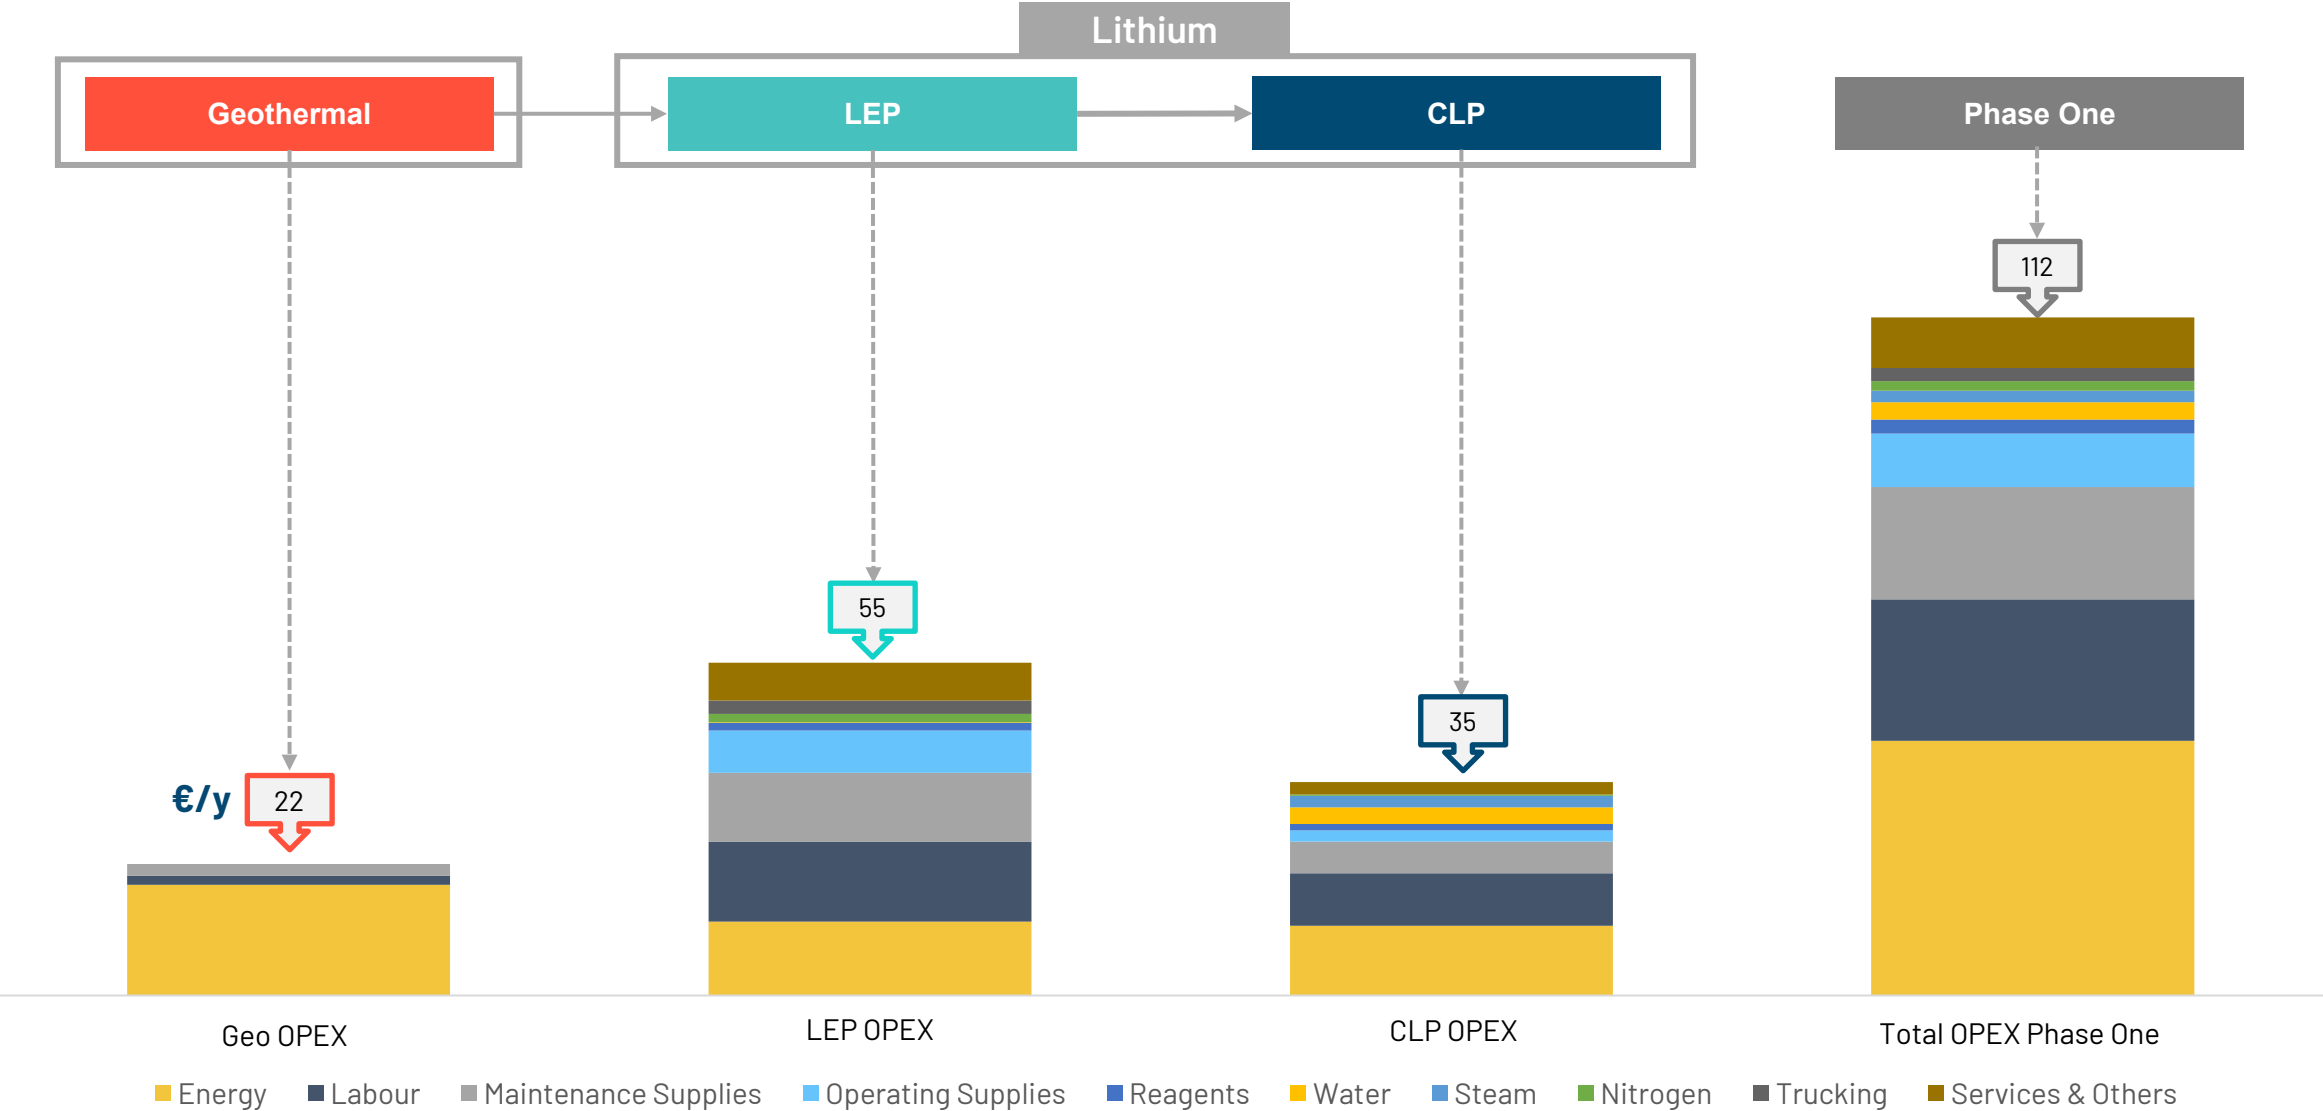 Lithium
Geothermal
LEP
CLP
Phase One
112
55
35
€/y
22
Geo OPEX
LEP OPEX
CLP OPEX
Total OPEX Phase One
Energy
Labour
Maintenance Supplies
Operating Supplies
Reagents
Water
Steam
Nitrogen
Trucking
Services & Others